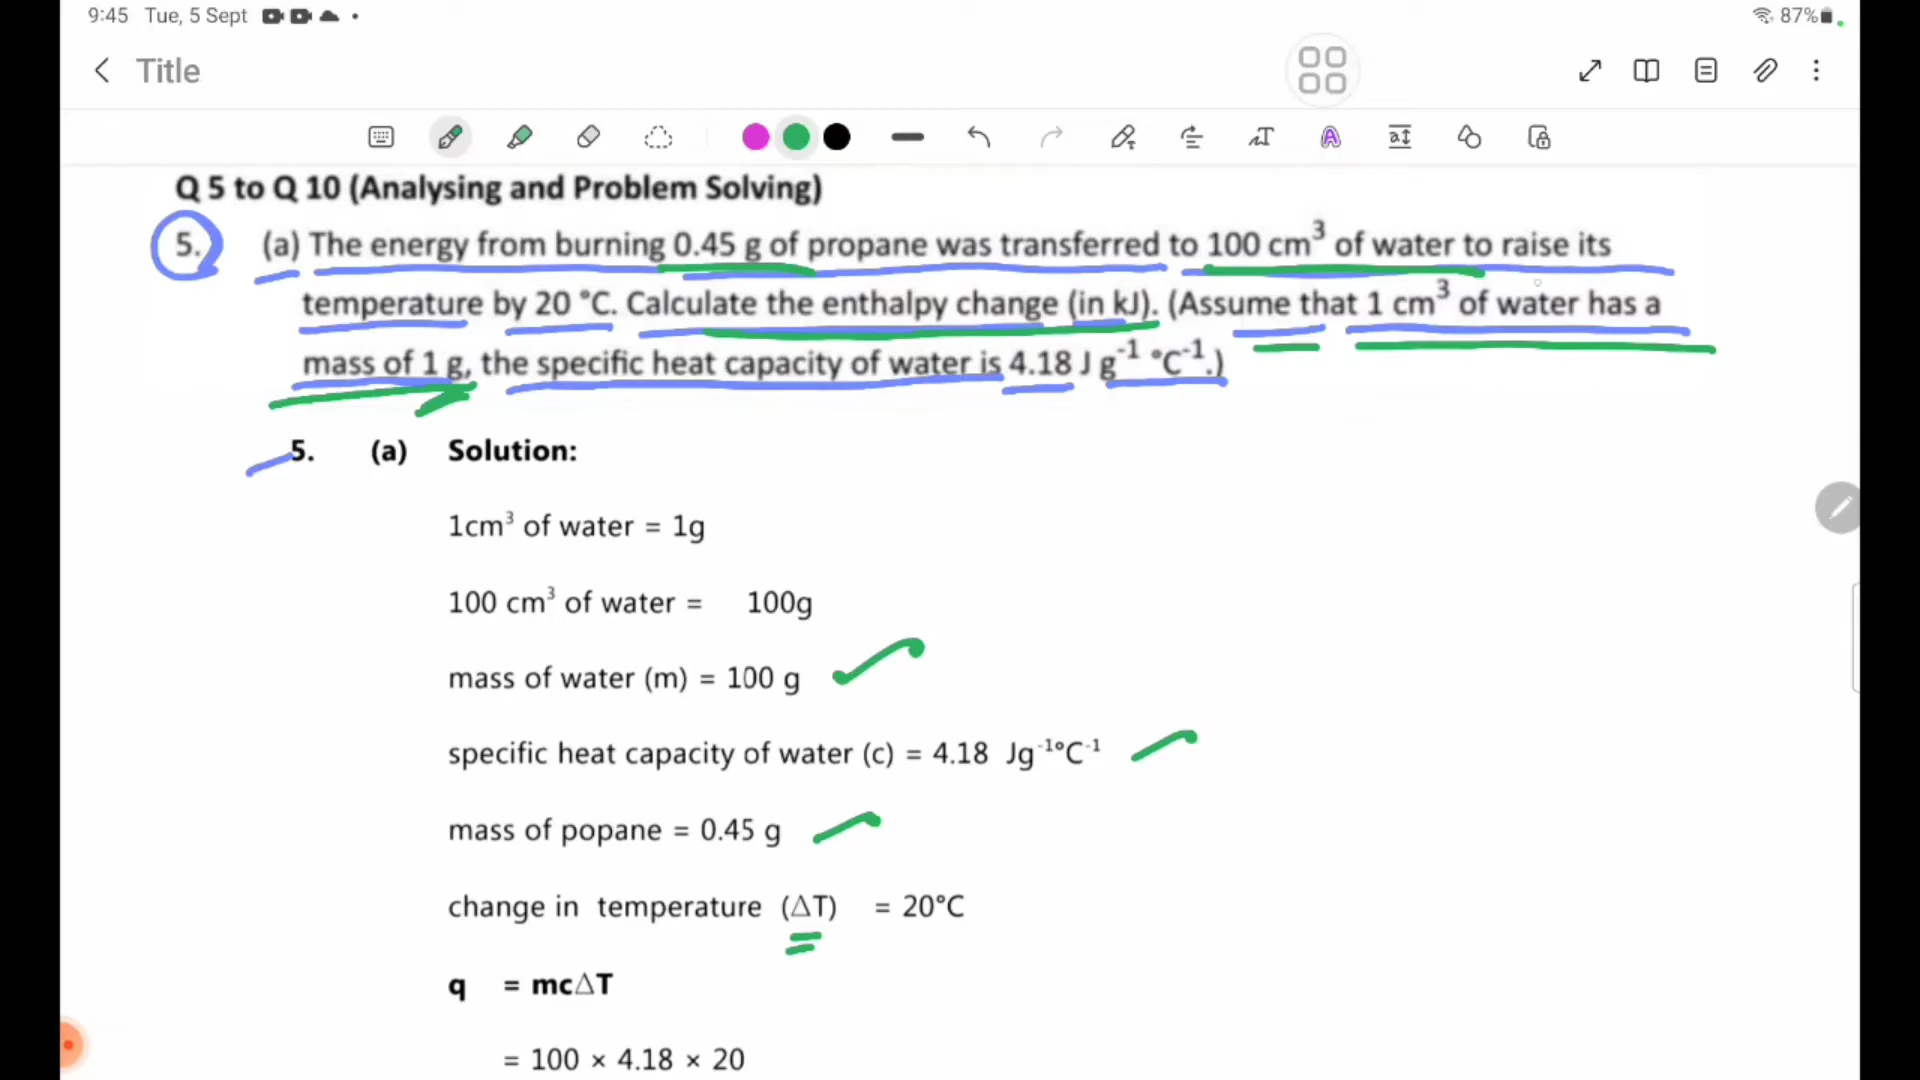 9:45 Tue, 5 Sept
87%
Title
Q 5 to Q 10 (Analysing and Problem Solving)
5. (a) The energy from burning 0.45 g of propane was transferred to 100 cm³ of water to raise its
temperature by 20 °C. Calculate the enthalpy change (in kJ). (Assume that 1 cm³ of water has a
mass of 1 g, the specific heat capacity of water is 4.18 J g⁻¹ °C⁻¹.)
5. (a) Solution:
1cm³ of water = 1g
100 cm³ of water = 100g
mass of water (m) = 100 g
specific heat capacity of water (c) = 4.18 Jg⁻¹°C⁻¹
mass of popane = 0.45 g
change in temperature (△T) = 20°C
q = mc△T
= 100 × 4.18 × 20